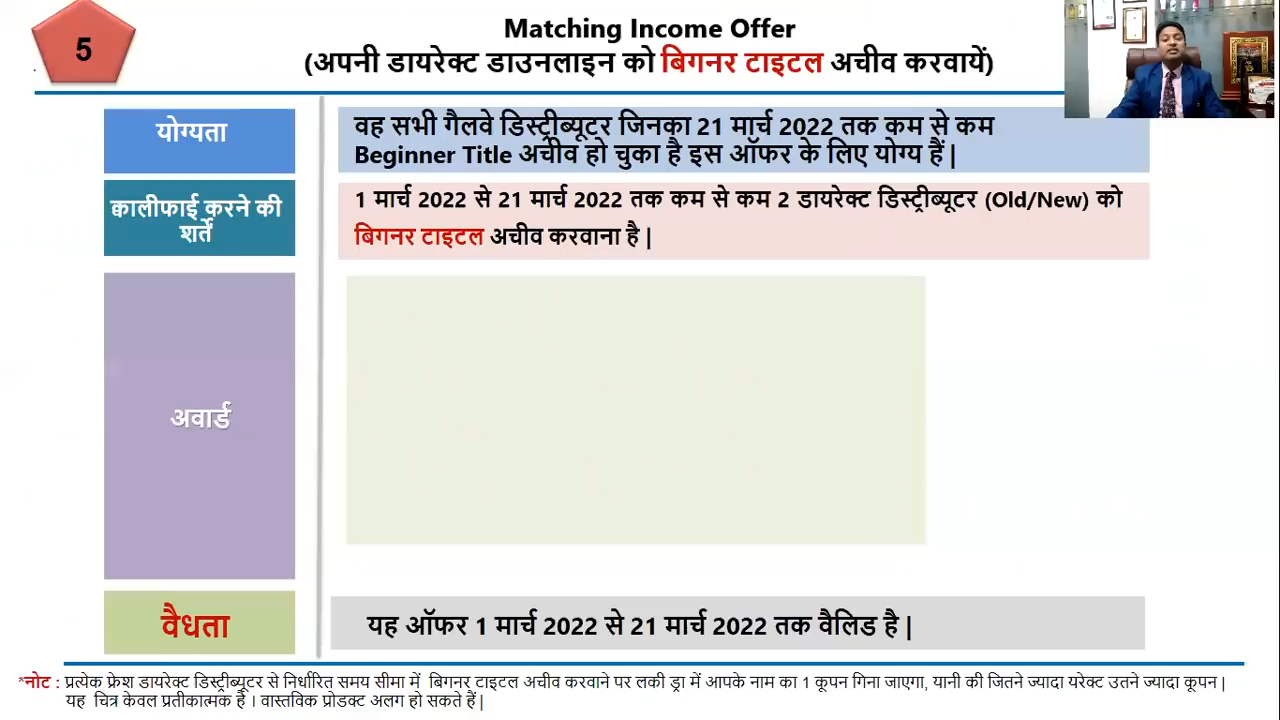 5
Matching Income Offer
(अपनी डायरेक्ट डाउनलाइन को बिगनर टाइटल अचीव करवायें)
योग्यता
वह सभी गैलवे डिस्ट्रीब्यूटर जिनका 21 मार्च 2022 तक कम से कम
Beginner Title अचीव हो चुका है इस ऑफर के लिए योग्य हैं |
क्वालीफाई करने की
शर्तें
1 मार्च 2022 से 21 मार्च 2022 तक कम से कम 2 डायरेक्ट डिस्ट्रीब्यूटर (Old/New) को
बिगनर टाइटल अचीव करवाना है |
अवार्ड
वैधता
यह ऑफर 1 मार्च 2022 से 21 मार्च 2022 तक वैलिड है |
*नोट : प्रत्येक फ्रेश डायरेक्ट डिस्ट्रीब्यूटर से निर्धारित समय सीमा में बिगनर टाइटल अचीव करवाने पर लकी ड्रा में आपके नाम का 1 कूपन गिना जाएगा, यानी की जितने ज्यादा यरेक्ट उतने ज्यादा कूपन |
यह चित्र केवल प्रतीकात्मक है । वास्तविक प्रोडक्ट अलग हो सकते हैं |